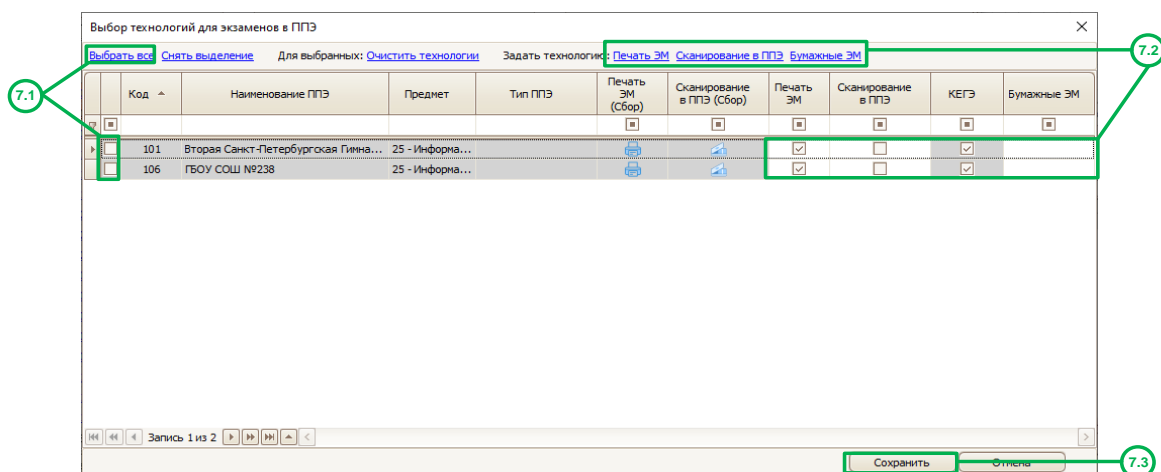 Выбор технологий для экзаменов в ППЭ
Выбрать все Снять выделение Для выбранных: Очистить технологии Задать технологию: Печать ЭМ Сканирование в ППЭ Бумажные ЭМ
7.2
7.1
Код Наименование ППЭ Предмет Тип ППЭ Печать ЭМ (Сбор) Сканирование в ППЭ (Сбор) Печать ЭМ Сканирование в ППЭ КЕГЭ Бумажные ЭМ
101 Вторая Санкт-Петербургская Гимна... 25 - Информа...
106 ГБОУ СОШ №238 25 - Информа...
Запись 1 из 2
Сохранить Отмена
7.3